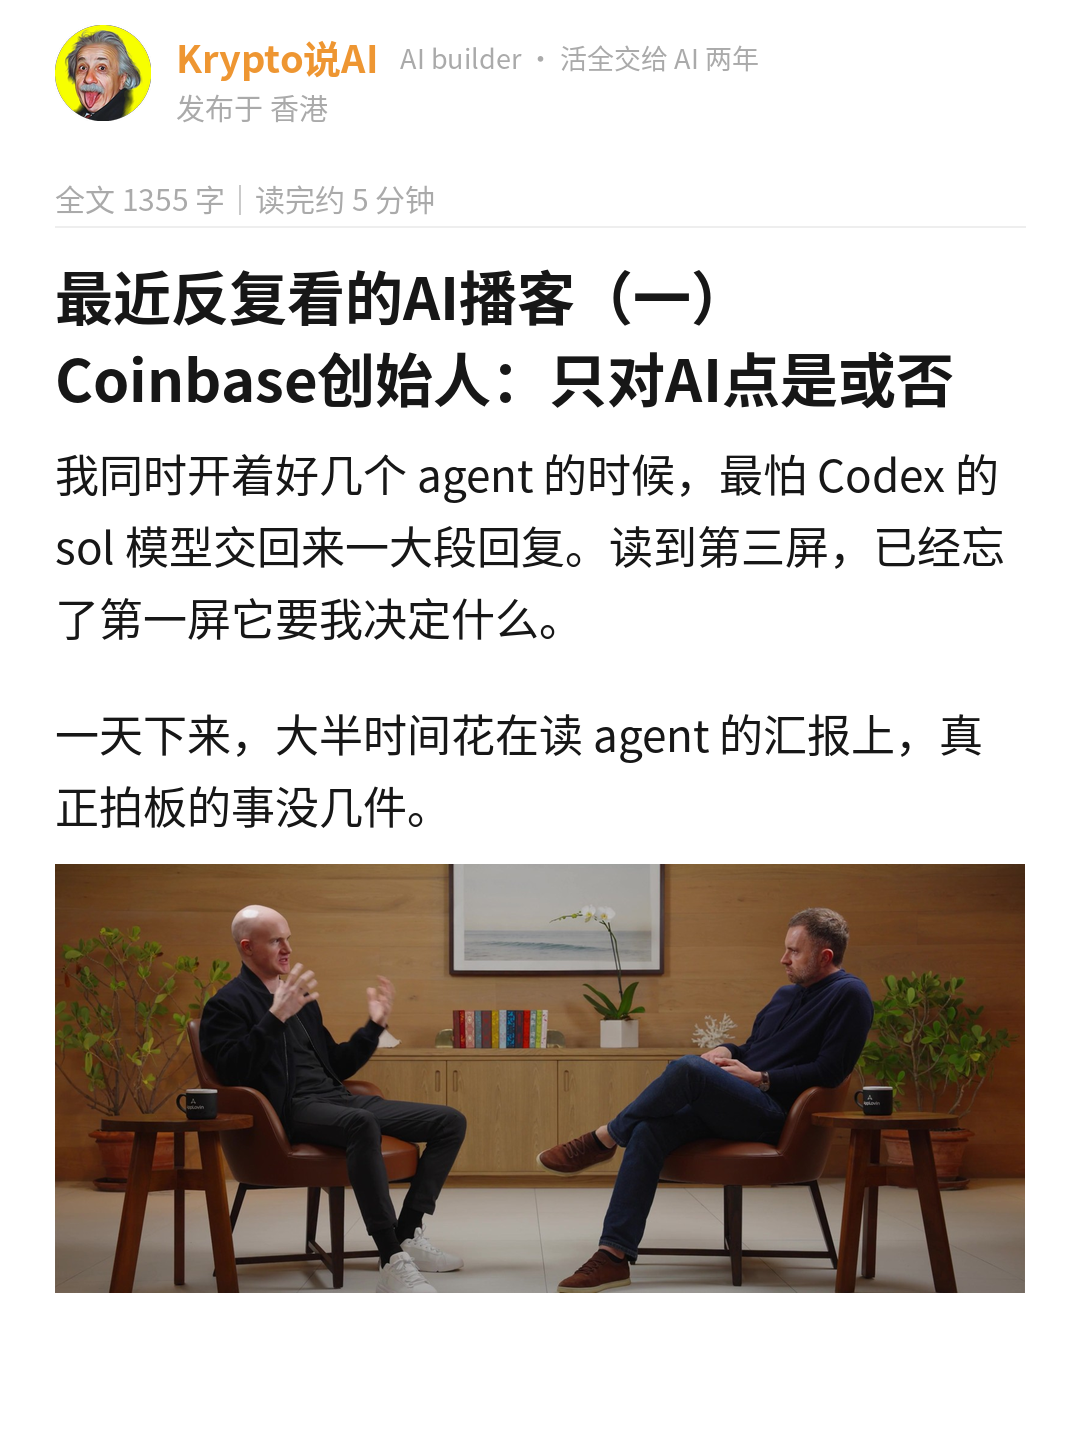 Krypto说AI AI builder · 活全交给 AI 两年
发布于 香港
全文 1355 字｜读完约 5 分钟
最近反复看的AI播客（一）
Coinbase创始人：只对AI点是或否
我同时开着好几个 agent 的时候，最怕 Codex 的
sol 模型交回来一大段回复。读到第三屏，已经忘
了第一屏它要我决定什么。
一天下来，大半时间花在读 agent 的汇报上，真
正拍板的事没几件。